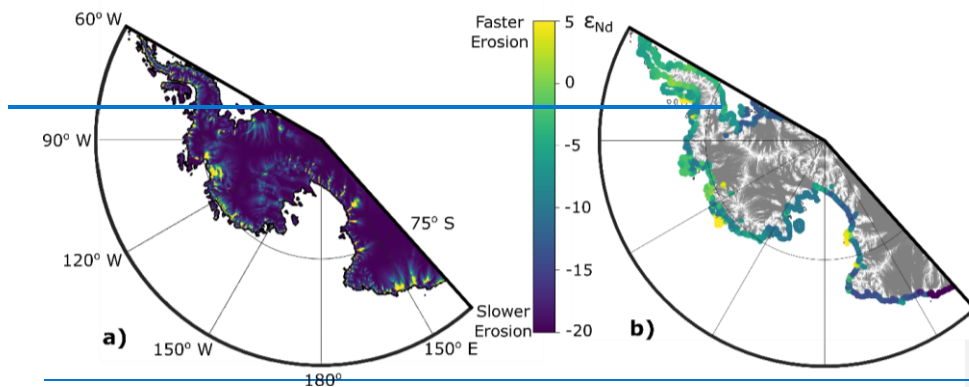 60° W
90° W
120° W
150° W
180°
150° E
75° S
a)
Faster
Erosion
Slower
Erosion
5
0
-5
-10
-15
-20
εNd
b)